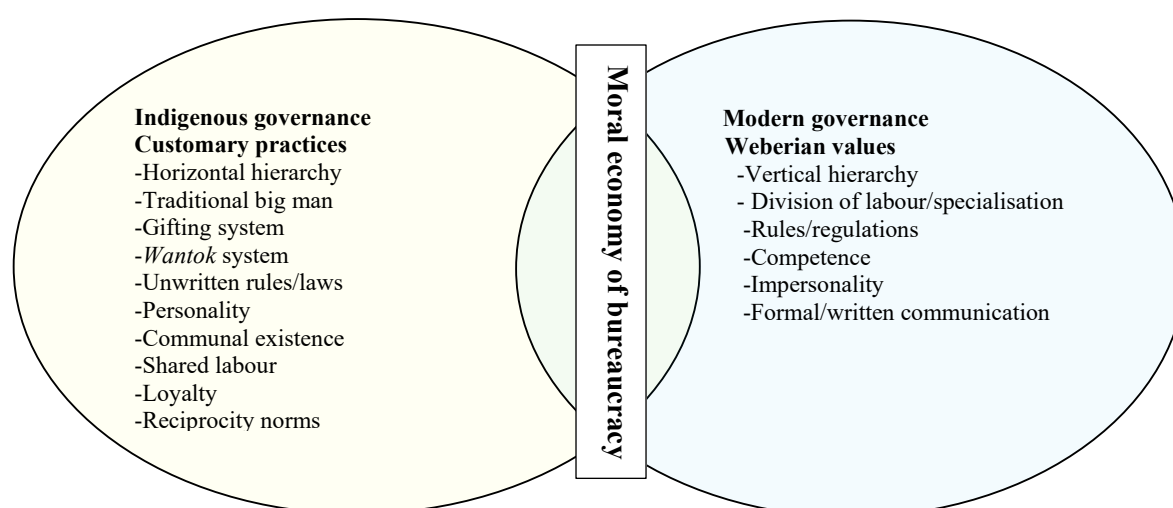 Indigenous governance
Customary practices
-Horizontal hierarchy
-Traditional big man
-Gifting system
-Wantok system
-Unwritten rules/laws
-Personality
-Communal existence
-Shared labour
-Loyalty
-Reciprocity norms
Moral economy of bureaucracy
Modern governance
Weberian values
-Vertical hierarchy
- Division of labour/specialisation
-Rules/regulations
-Competence
-Impersonality
-Formal/written communication